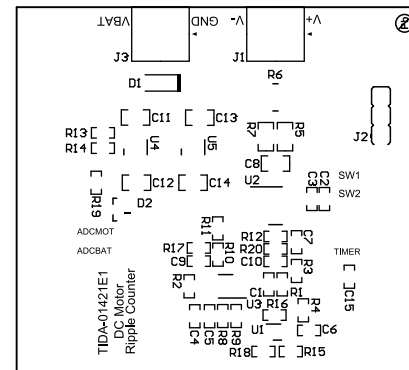 VBAT GND V- V+
J3 J1
D1 R6
C11 C13 R7 R5
R13
R14 U4 U5 J2
C8
R19 C12 C14 U2 C3 C2 SW1
D2 SW2
R11
ADCMOT R12 C7
ADCBAT R17 R10 R20 TIMER
C9 C10
R2 R3
C1 R1 C15
U3 R16 R4
TIDA-01421E1
DC Motor
Ripple Counter
C4 C5 R8 R9 U1 C6
R18 R15